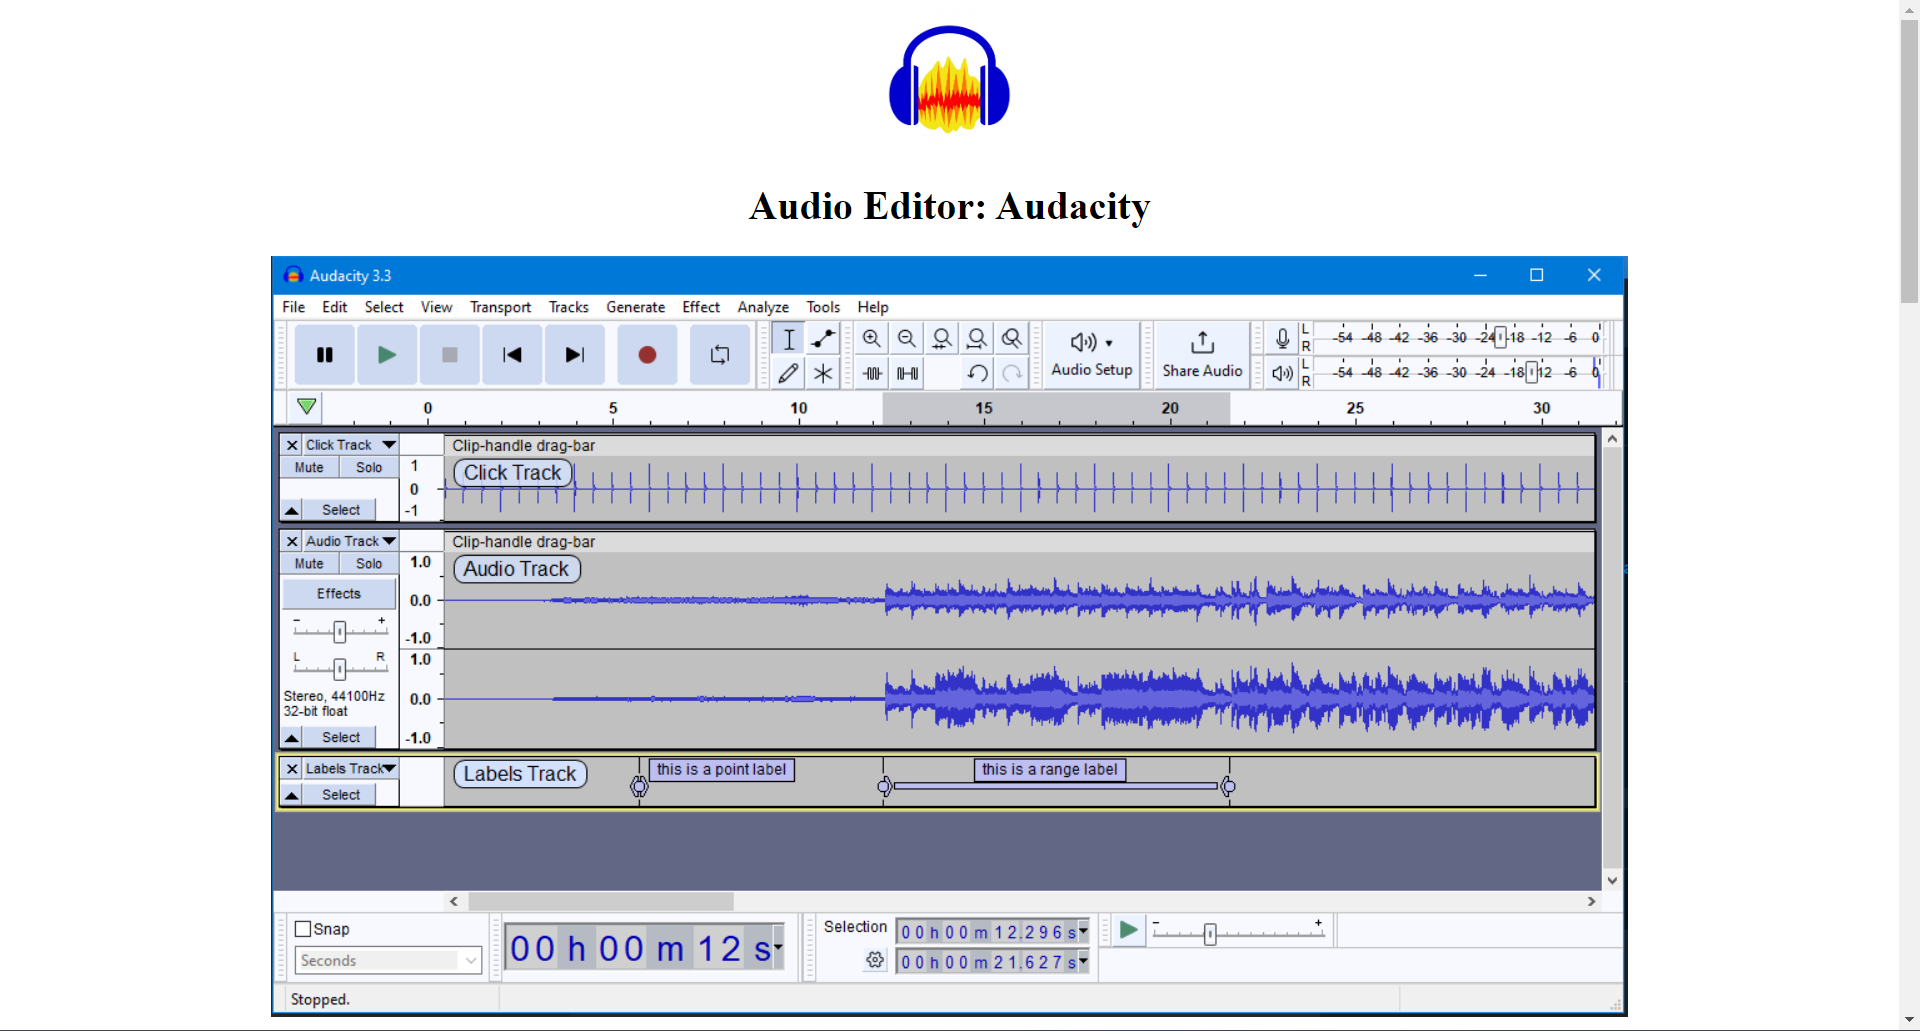 Audio Editor: Audacity
Audacity 3.3
File Edit Select View Transport Tracks Generate Effect Analyze Tools Help
Audio Setup
Share Audio
L
R
-54 -48 -42 -36 -30 -24 -18 -12 -6 0
L
R
-54 -48 -42 -36 -30 -24 -18 12 -6 0
0 5 10 15 20 25 30
Click Track
Mute Solo
Select
1
0
-1
Clip-handle drag-bar
Click Track
Audio Track
Mute Solo
Effects
- +
L R
Stereo, 44100Hz
32-bit float
Select
1.0
0.0
-1.0
1.0
0.0
-1.0
Clip-handle drag-bar
Audio Track
Labels Track
Select
Labels Track
this is a point label
this is a range label
Snap
Seconds
00 h 00 m 12 s
Selection
00 h 00 m 12.296 s
00 h 00 m 21.627 s
- +
Stopped.